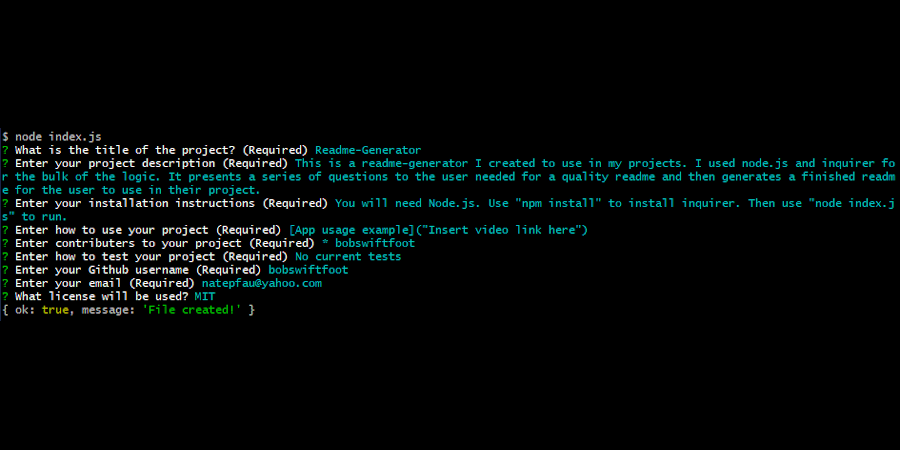 $ node index.js
? What is the title of the project? (Required) Readme-Generator
? Enter your project description (Required) This is a readme-generator I created to use in my projects. I used node.js and inquirer fo
r the bulk of the logic. It presents a series of questions to the user needed for a quality readme and then generates a finished readm
e for the user to use in their project.
? Enter your installation instructions (Required) You will need Node.js. Use "npm install" to install inquirer. Then use "node index.j
s" to run.
? Enter how to use your project (Required) [App usage example]("Insert video link here")
? Enter contributers to your project (Required) * bobswiftfoot
? Enter how to test your project (Required) No current tests
? Enter your Github username (Required) bobswiftfoot
? Enter your email (Required) natepfau@yahoo.com
? What license will be used? MIT
{ ok: true, message: 'File created!' }